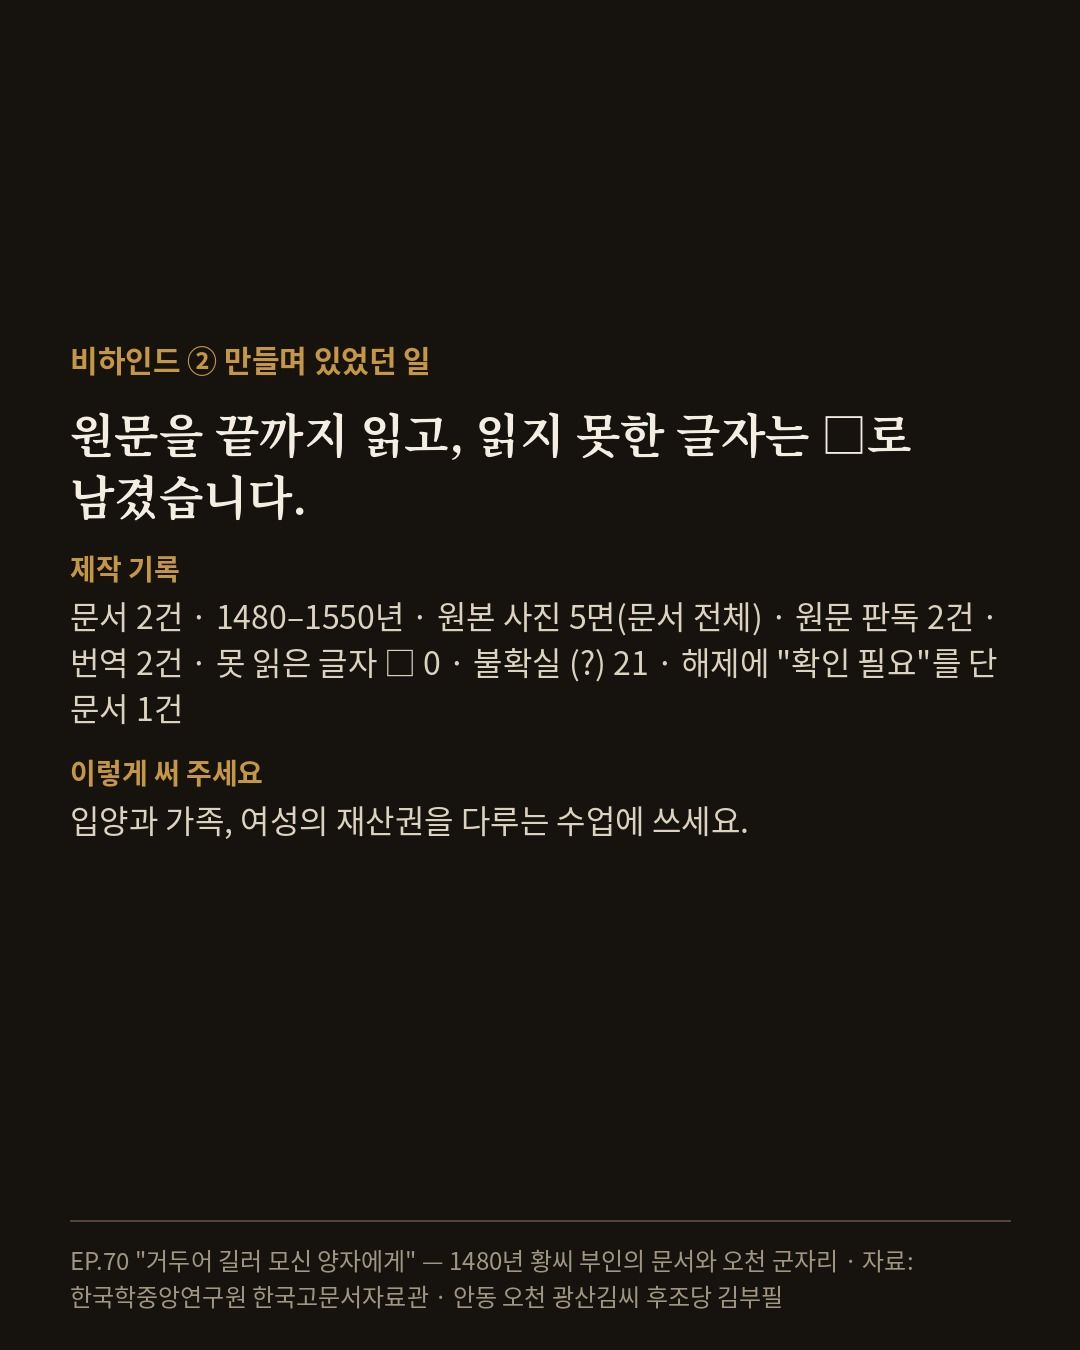 비하인드 ② 만들며 있었던 일
원문을 끝까지 읽고, 읽지 못한 글자는 □로
남겼습니다.
제작 기록
문서 2건 · 1480–1550년 · 원본 사진 5면(문서 전체) · 원문 판독 2건 ·
번역 2건 · 못 읽은 글자 □ 0 · 불확실 (?) 21 · 해제에 "확인 필요"를 단
문서 1건
이렇게 써 주세요
입양과 가족, 여성의 재산권을 다루는 수업에 쓰세요.
EP.70 "거두어 길러 모신 양자에게" — 1480년 황씨 부인의 문서와 오천 군자리 · 자료:
한국학중앙연구원 한국고문서자료관 · 안동 오천 광산김씨 후조당 김부필